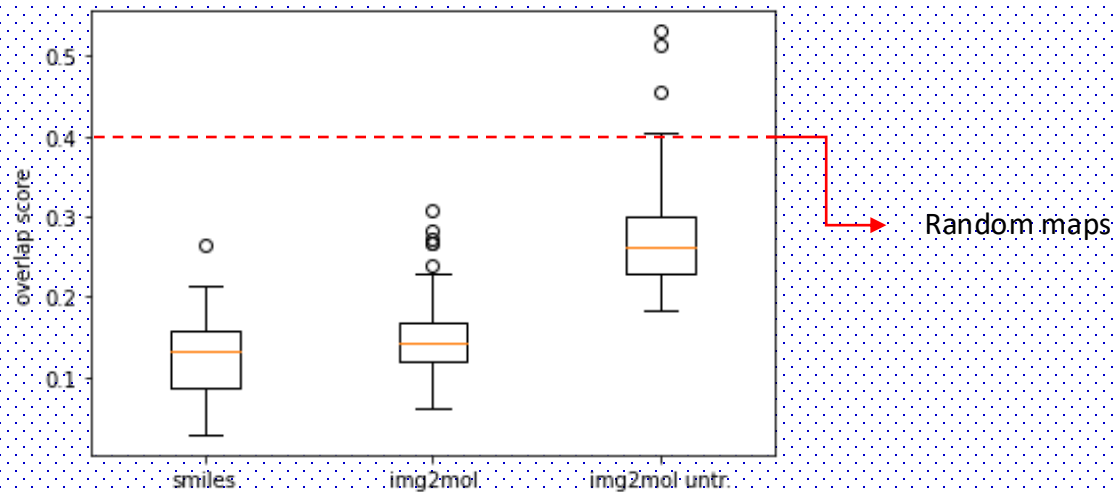 overlap score
0.5
0.4
0.3
0.2
0.1
smiles
img2mol
img2mol untr.
Random maps